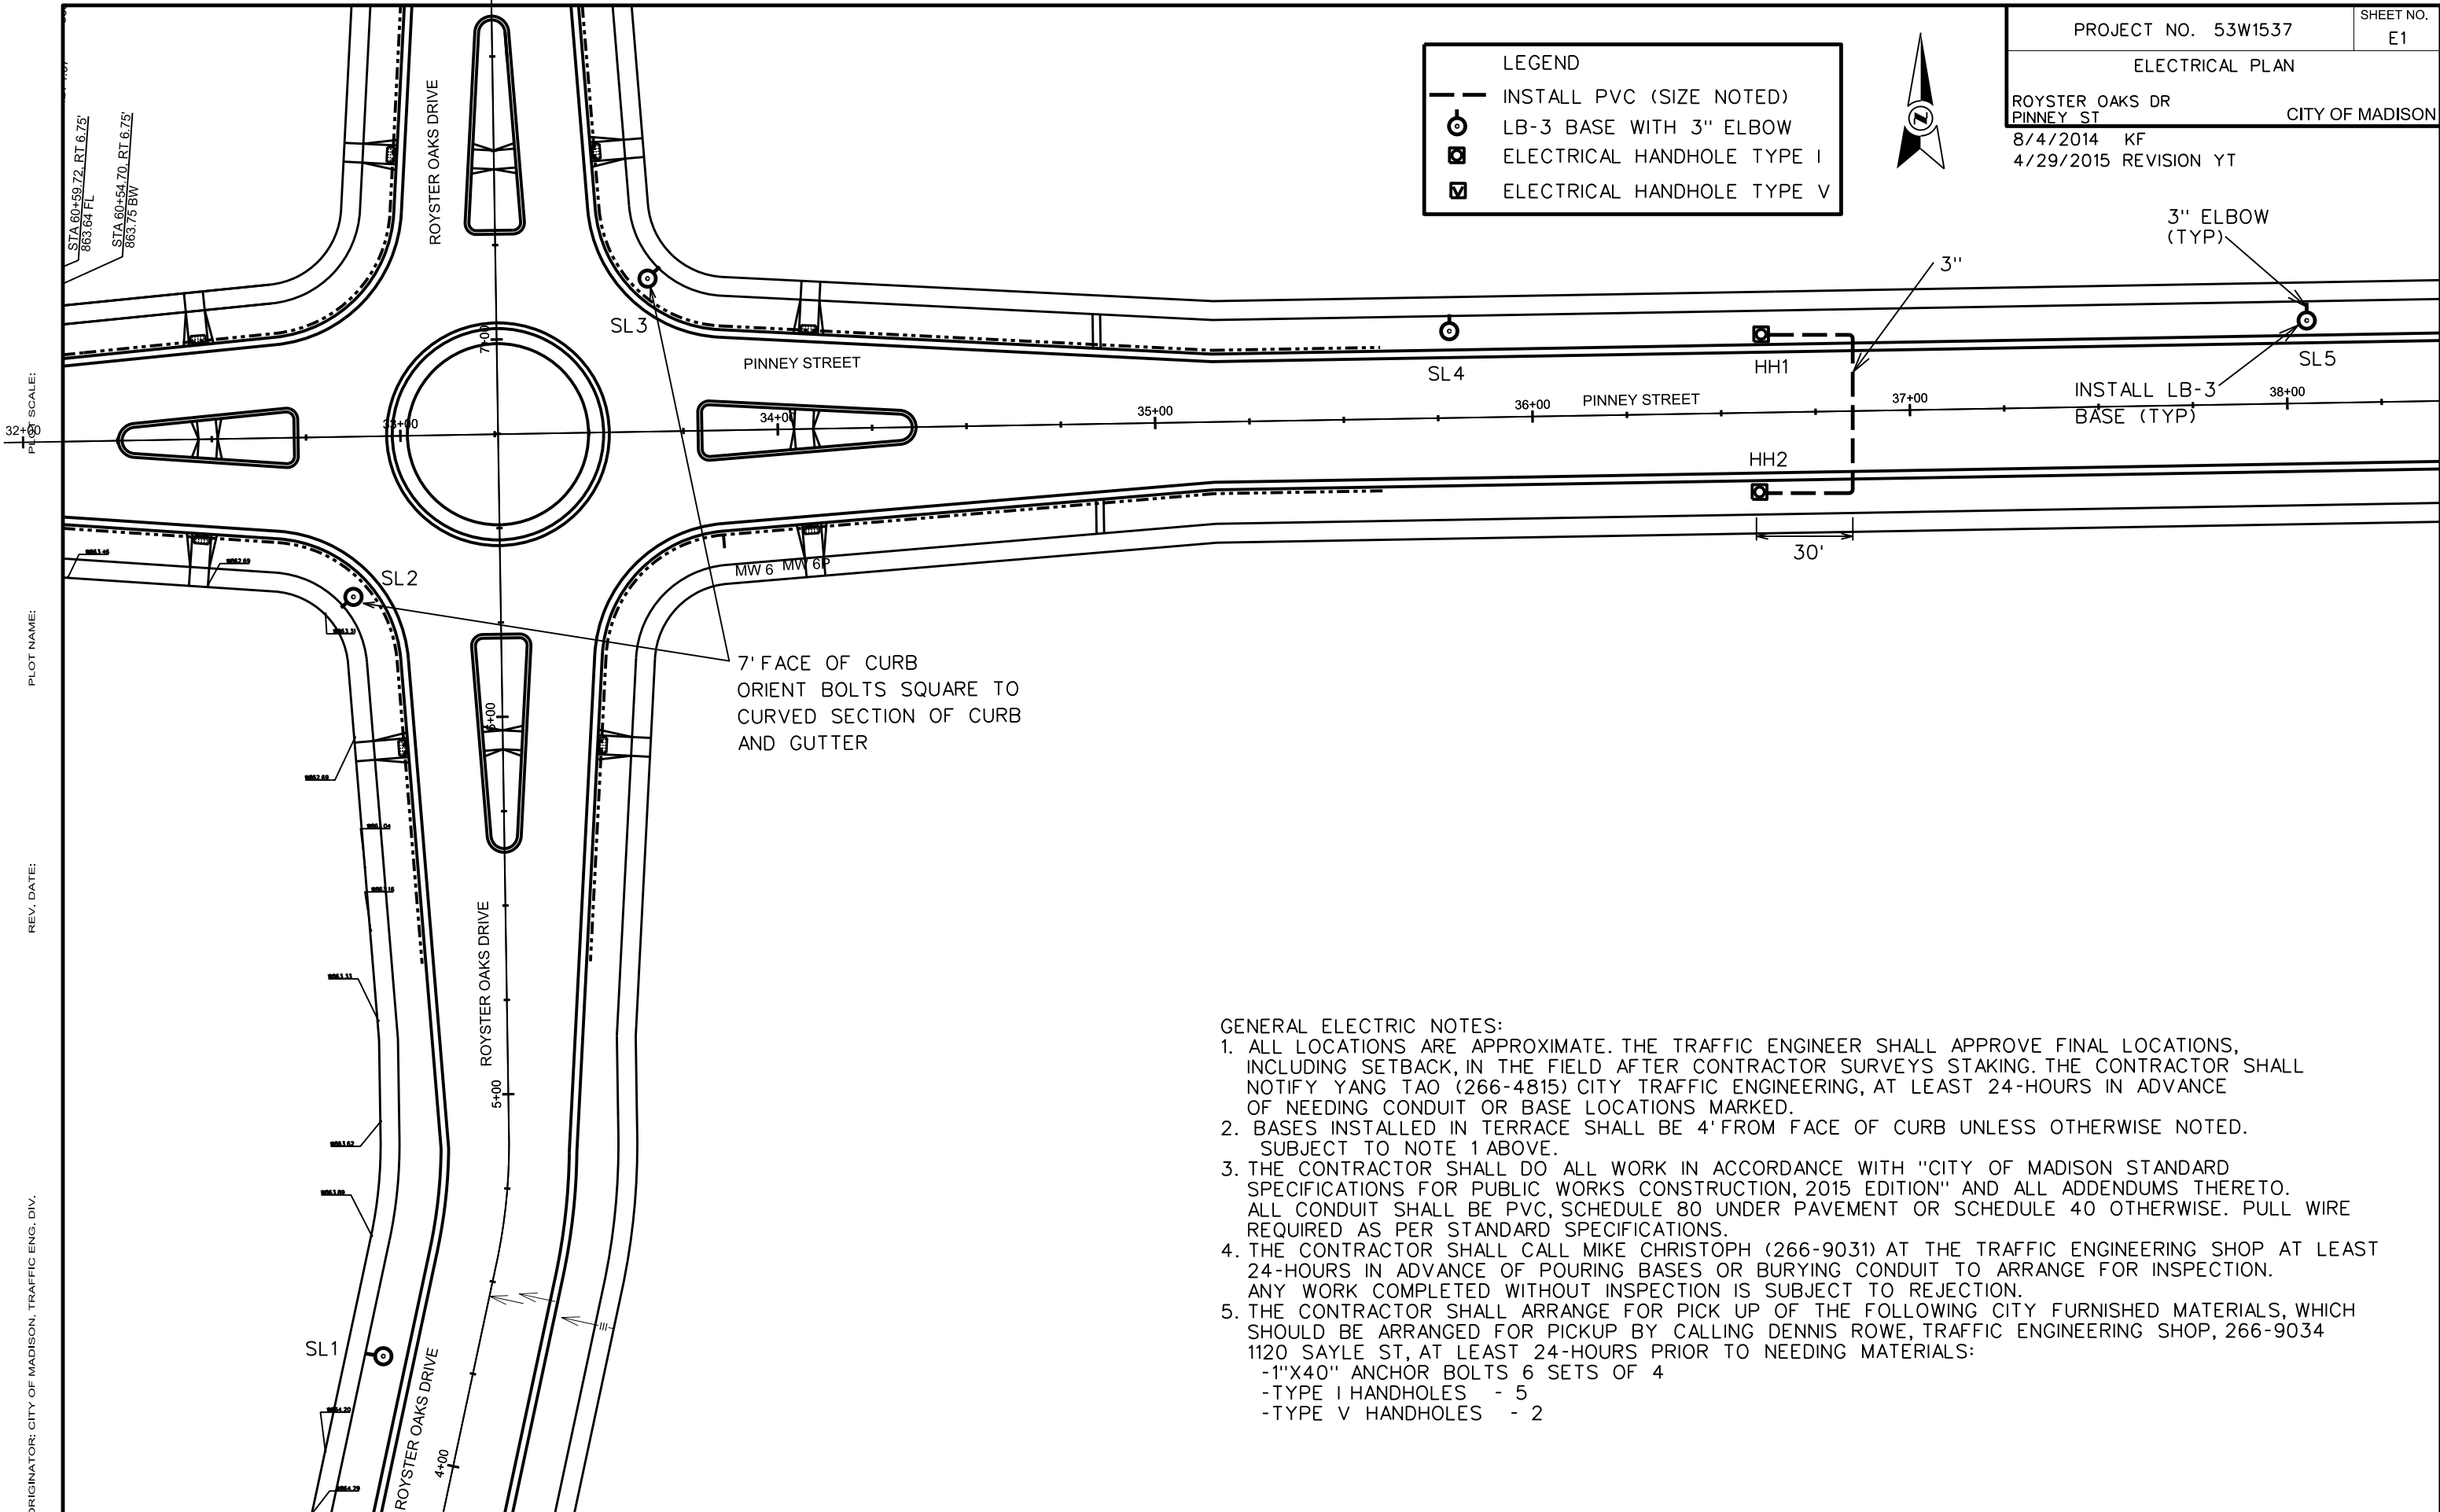 PROJECT NO. 53W1537
SHEET NO.
E1
ELECTRICAL PLAN
ROYSTER OAKS DR
PINNEY ST
CITY OF MADISON
8/4/2014 KF
4/29/2015 REVISION YT
LEGEND
INSTALL PVC (SIZE NOTED)
LB-3 BASE WITH 3" ELBOW
ELECTRICAL HANDHOLE TYPE I
ELECTRICAL HANDHOLE TYPE V
STA 60+59.72, RT 6.75'
863.64 FL
STA 60+54.70, RT 6.75'
863.75 BW
ROYSTER OAKS DRIVE
3" ELBOW
(TYP)
3"
SL3
7+00
PINNEY STREET
SL4
HH1
SL5
INSTALL LB-3
BASE (TYP)
32+00
33+00
34+00
35+00
36+00
PINNEY STREET
37+00
38+00
HH2
30'
MW 6
MW 6P
SL2
7' FACE OF CURB
ORIENT BOLTS SQUARE TO
CURVED SECTION OF CURB
AND GUTTER
6+00
ROYSTER OAKS DRIVE
5+00
SL1
ROYSTER OAKS DRIVE
4+00
GENERAL ELECTRIC NOTES:
1. ALL LOCATIONS ARE APPROXIMATE. THE TRAFFIC ENGINEER SHALL APPROVE FINAL LOCATIONS,
INCLUDING SETBACK, IN THE FIELD AFTER CONTRACTOR SURVEYS STAKING. THE CONTRACTOR SHALL
NOTIFY YANG TAO (266-4815) CITY TRAFFIC ENGINEERING, AT LEAST 24-HOURS IN ADVANCE
OF NEEDING CONDUIT OR BASE LOCATIONS MARKED.
2. BASES INSTALLED IN TERRACE SHALL BE 4' FROM FACE OF CURB UNLESS OTHERWISE NOTED.
SUBJECT TO NOTE 1 ABOVE.
3. THE CONTRACTOR SHALL DO ALL WORK IN ACCORDANCE WITH "CITY OF MADISON STANDARD
SPECIFICATIONS FOR PUBLIC WORKS CONSTRUCTION, 2015 EDITION" AND ALL ADDENDUMS THERETO.
ALL CONDUIT SHALL BE PVC, SCHEDULE 80 UNDER PAVEMENT OR SCHEDULE 40 OTHERWISE. PULL WIRE
REQUIRED AS PER STANDARD SPECIFICATIONS.
4. THE CONTRACTOR SHALL CALL MIKE CHRISTOPH (266-9031) AT THE TRAFFIC ENGINEERING SHOP AT LEAST
24-HOURS IN ADVANCE OF POURING BASES OR BURYING CONDUIT TO ARRANGE FOR INSPECTION.
ANY WORK COMPLETED WITHOUT INSPECTION IS SUBJECT TO REJECTION.
5. THE CONTRACTOR SHALL ARRANGE FOR PICK UP OF THE FOLLOWING CITY FURNISHED MATERIALS, WHICH
SHOULD BE ARRANGED FOR PICKUP BY CALLING DENNIS ROWE, TRAFFIC ENGINEERING SHOP, 266-9034
1120 SAYLE ST, AT LEAST 24-HOURS PRIOR TO NEEDING MATERIALS:
-1"X40" ANCHOR BOLTS 6 SETS OF 4
-TYPE I HANDHOLES - 5
-TYPE V HANDHOLES - 2
PLOT SCALE:
PLOT NAME:
REV. DATE:
ORIGINATOR: CITY OF MADISON, TRAFFIC ENG. DIV.